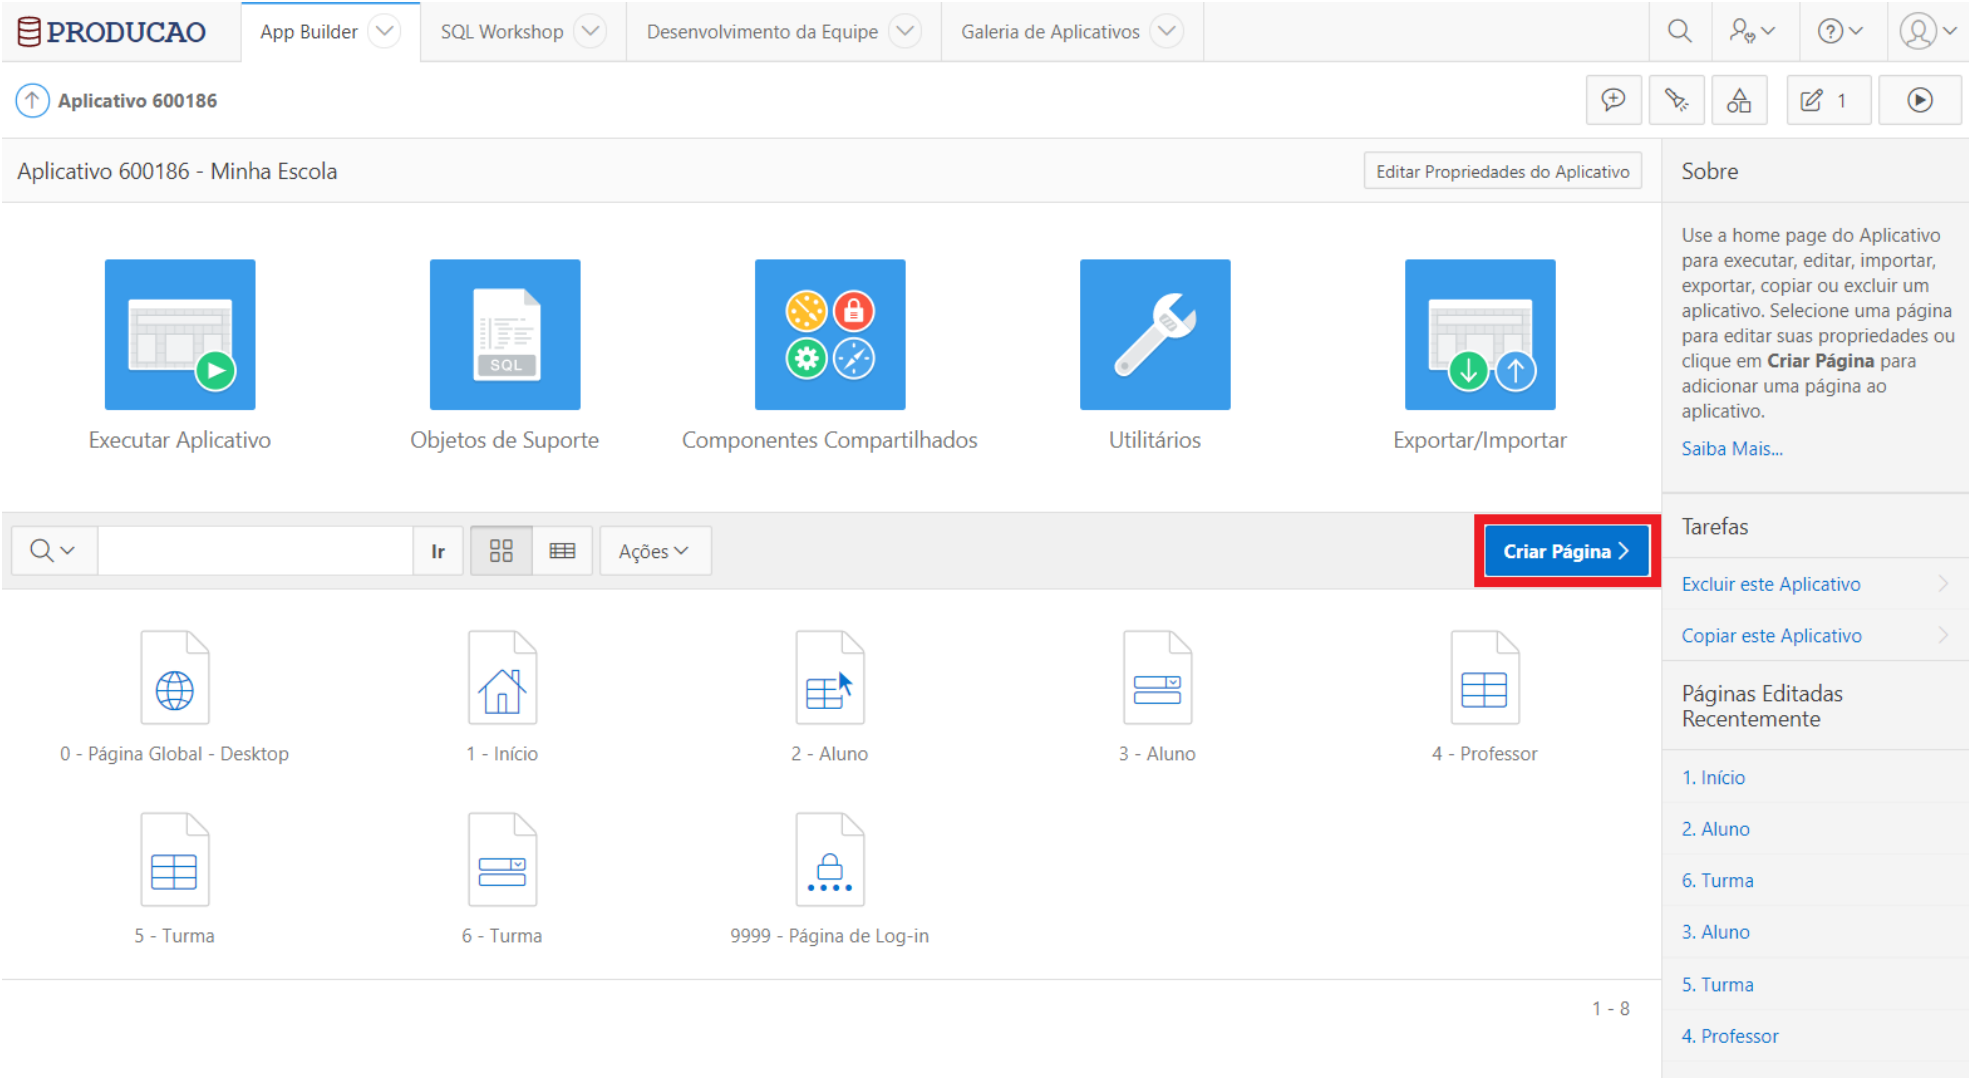 PRODUCAO
App Builder
SQL Workshop
Desenvolvimento da Equipe
Galeria de Aplicativos
Aplicativo 600186
1
Aplicativo 600186 - Minha Escola
Editar Propriedades do Aplicativo
Sobre
Use a home page do Aplicativo
para executar, editar, importar,
exportar, copiar ou excluir um
aplicativo. Selecione uma página
para editar suas propriedades ou
clique em Criar Página para
adicionar uma página ao
aplicativo.
Saiba Mais...
SQL
Executar Aplicativo
Objetos de Suporte
Componentes Compartilhados
Utilitários
Exportar/Importar
Ir
Ações
Criar Página
Tarefas
Excluir este Aplicativo
Copiar este Aplicativo
Páginas Editadas
Recentemente
1. Início
2. Aluno
6. Turma
3. Aluno
5. Turma
4. Professor
0 - Página Global - Desktop
1 - Início
2 - Aluno
3 - Aluno
4 - Professor
5 - Turma
6 - Turma
9999 - Página de Log-in
1 - 8